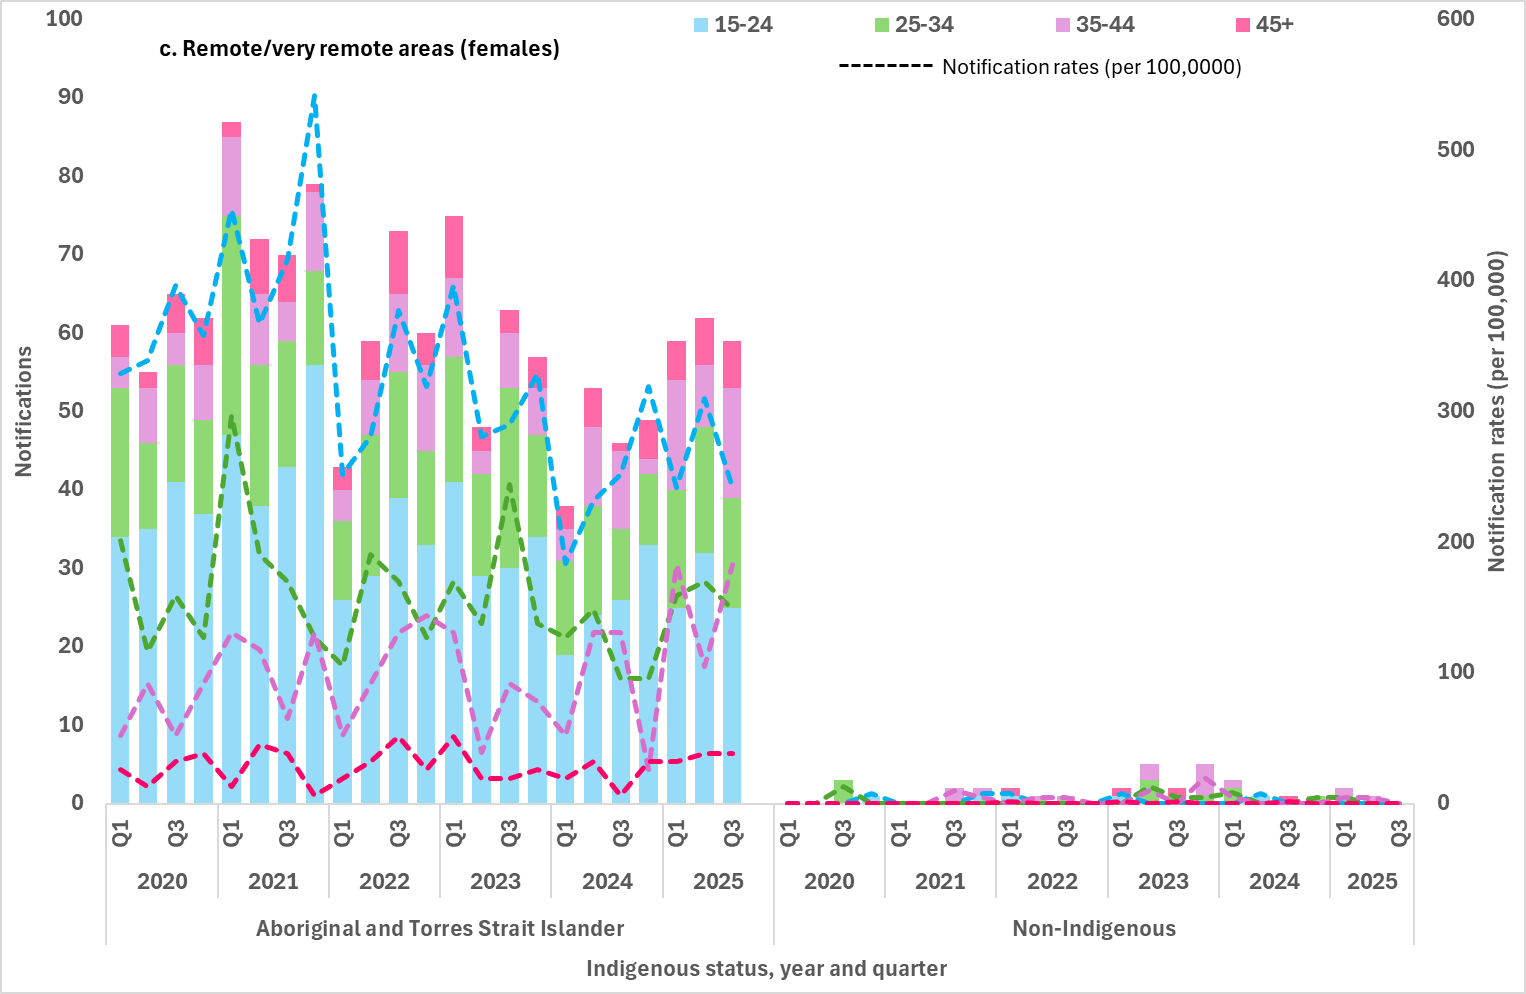 100
90
80
70
60
50
40
30
20
10
0
Notifications
c. Remote/very remote areas (females)
15-24
25-34
35-44
45+
Notification rates (per 100,0000)
600
500
400
300
200
100
0
Notification rates (per 100,000)
Q1 Q3 Q1 Q3 Q1 Q3 Q1 Q3 Q1 Q3 Q1 Q3 Q1 Q3 Q1 Q3 Q1 Q3 Q1 Q3 Q1 Q3 Q1 Q3
2020 2021 2022 2023 2024 2025 2020 2021 2022 2023 2024 2025
Aboriginal and Torres Strait Islander Non-Indigenous
Indigenous status, year and quarter